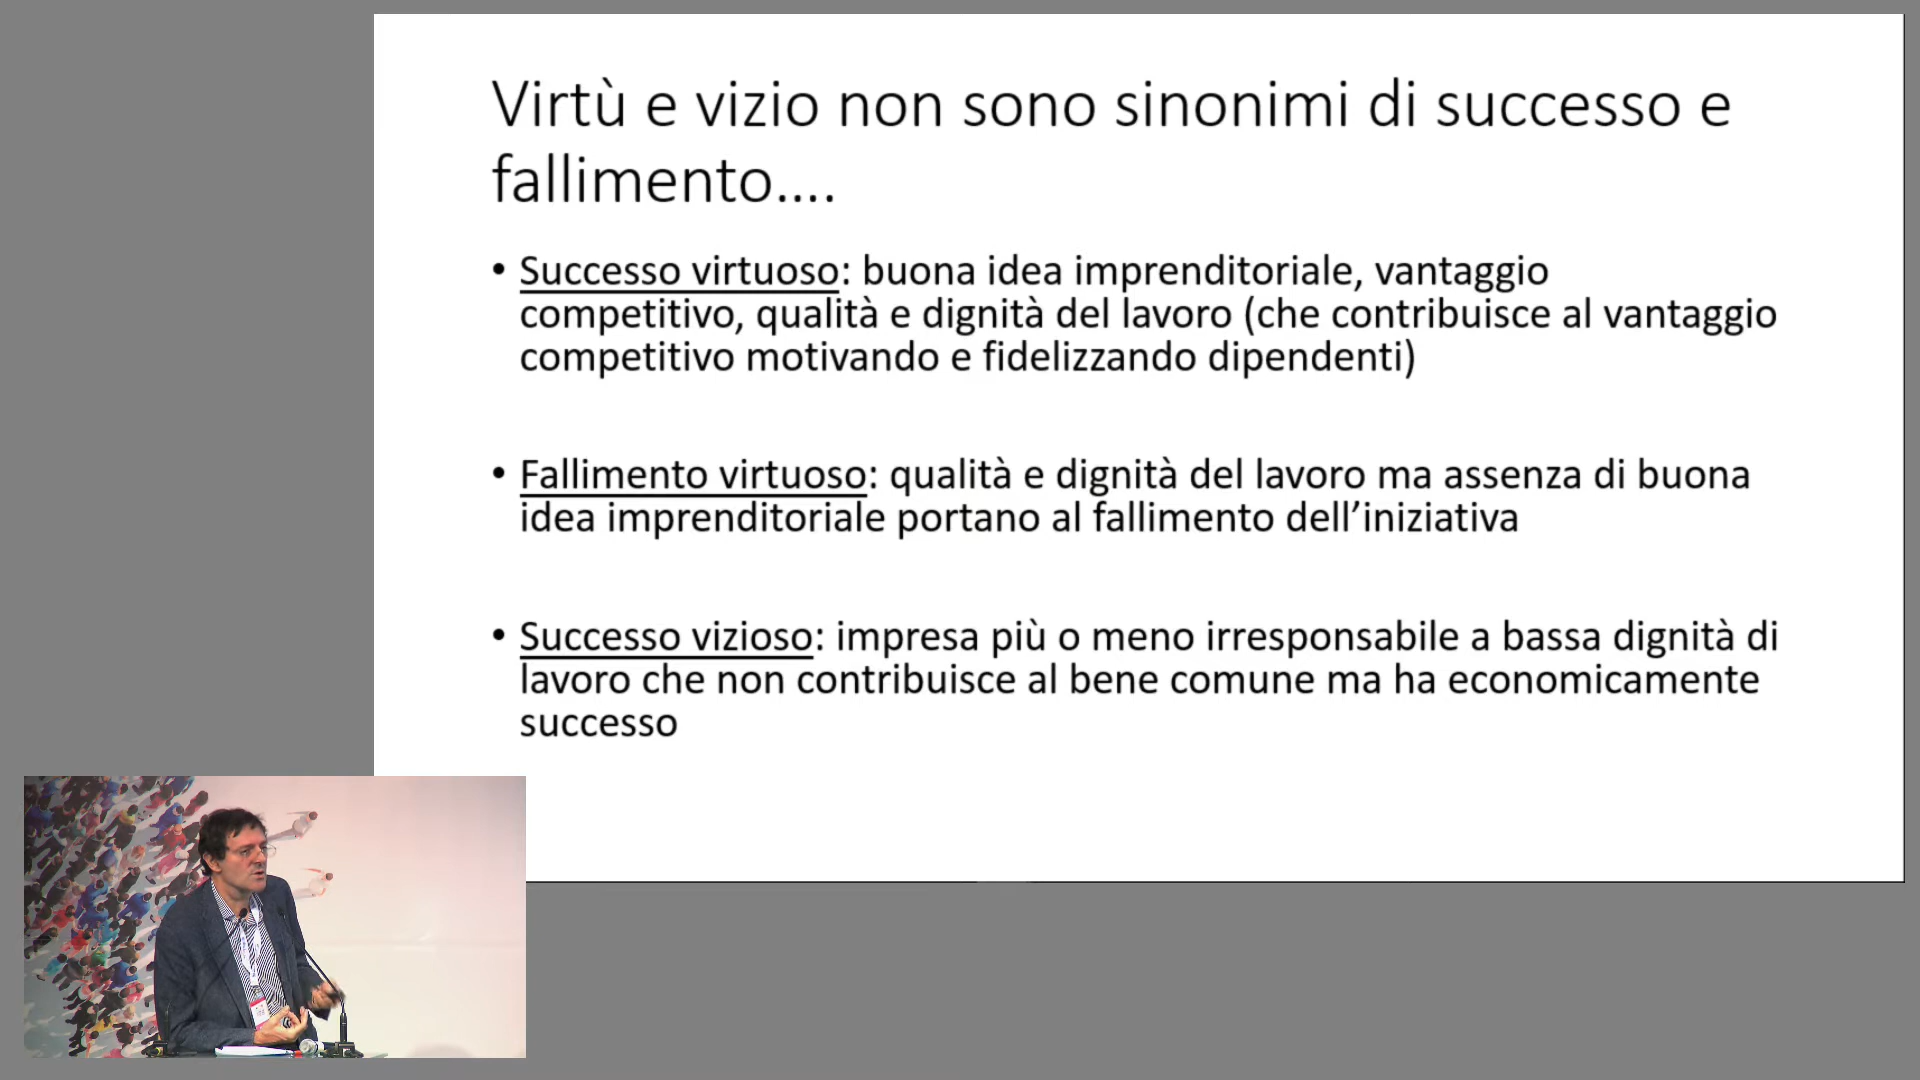 Virtù e vizio non sono sinonimi di successo e
fallimento....
• Successo virtuoso: buona idea imprenditoriale, vantaggio
competitivo, qualità e dignità del lavoro (che contribuisce al vantaggio
competitivo motivando e fidelizzando dipendenti)
• Fallimento virtuoso: qualità e dignità del lavoro ma assenza di buona
idea imprenditoriale portano al fallimento dell’iniziativa
• Successo vizioso: impresa più o meno irresponsabile a bassa dignità di
lavoro che non contribuisce al bene comune ma ha economicamente
successo